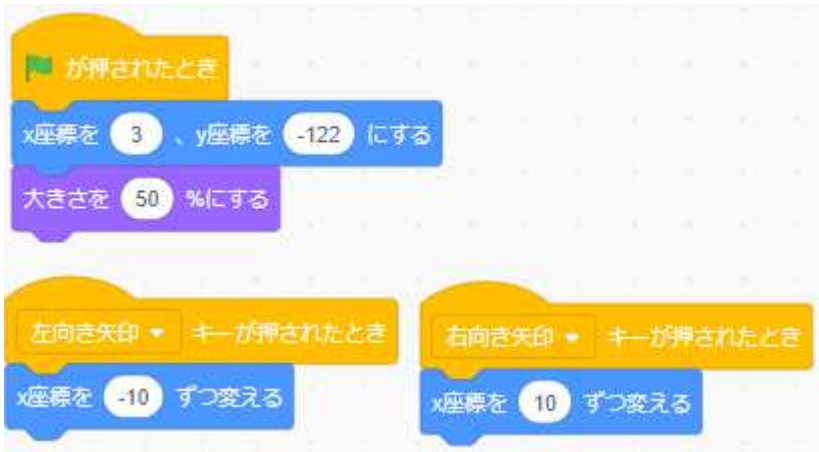 が押されたとき
x座標を 3 、y座標を -122 にする
大きさを 50 %にする
左向き矢印 キーが押されたとき
x座標を -10 ずつ変える
右向き矢印 キーが押されたとき
x座標を 10 ずつ変える